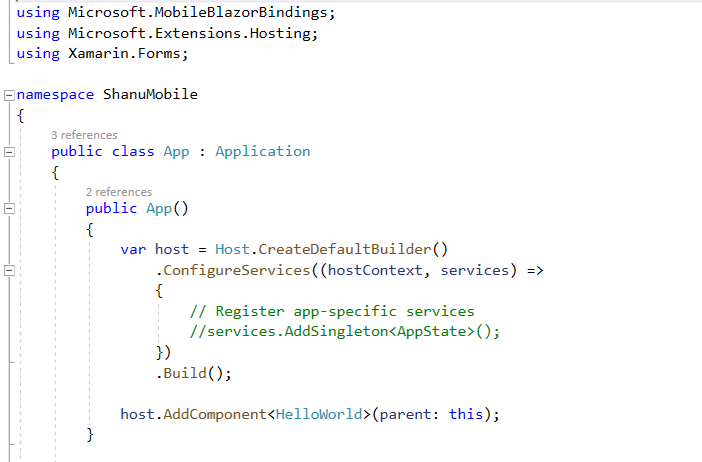 using Microsoft.MobileBlazorBindings;
using Microsoft.Extensions.Hosting;
using Xamarin.Forms;
namespace ShanuMobile
{
3 references
public class App : Application
{
2 references
public App()
{
var host = Host.CreateDefaultBuilder()
.ConfigureServices((hostContext, services) =>
{
// Register app-specific services
//services.AddSingleton<AppState>();
})
.Build();
host.AddComponent<HelloWorld>(parent: this);
}